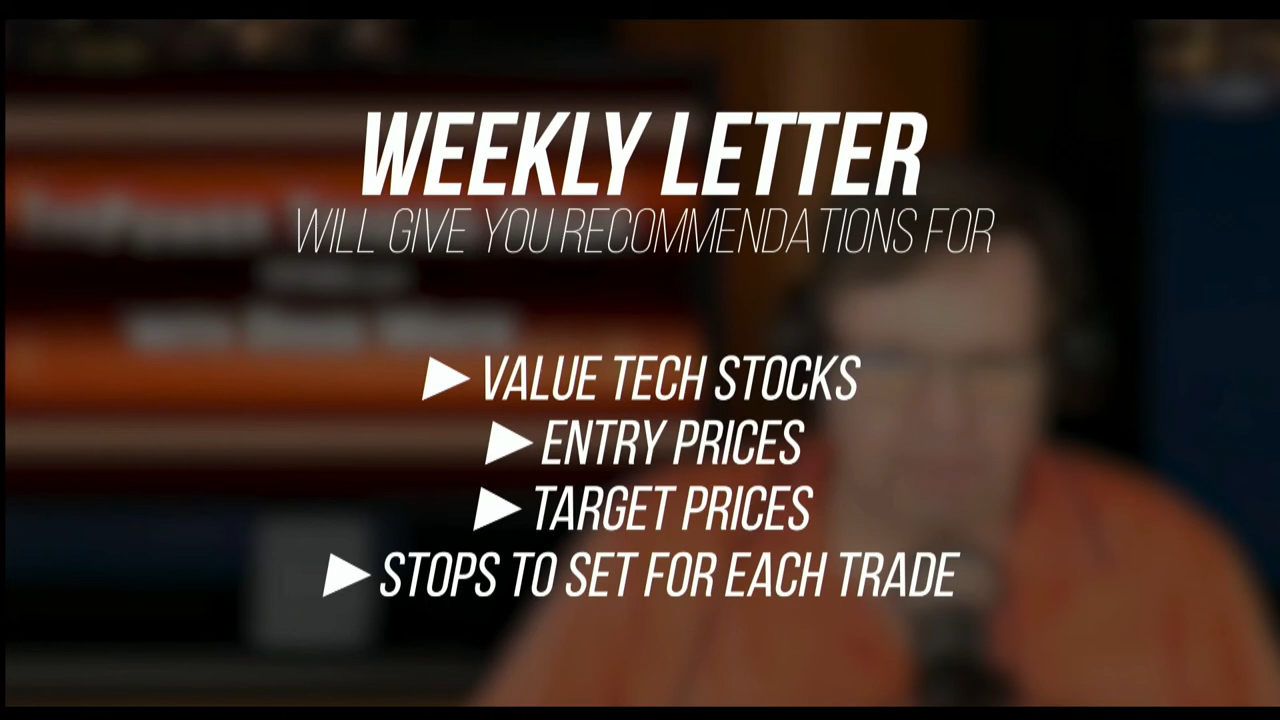 WEEKLY LETTER
WILL GIVE YOU RECOMMENDATIONS FOR
▶ VALUE TECH STOCKS
▶ ENTRY PRICES
▶ TARGET PRICES
▶ STOPS TO SET FOR EACH TRADE